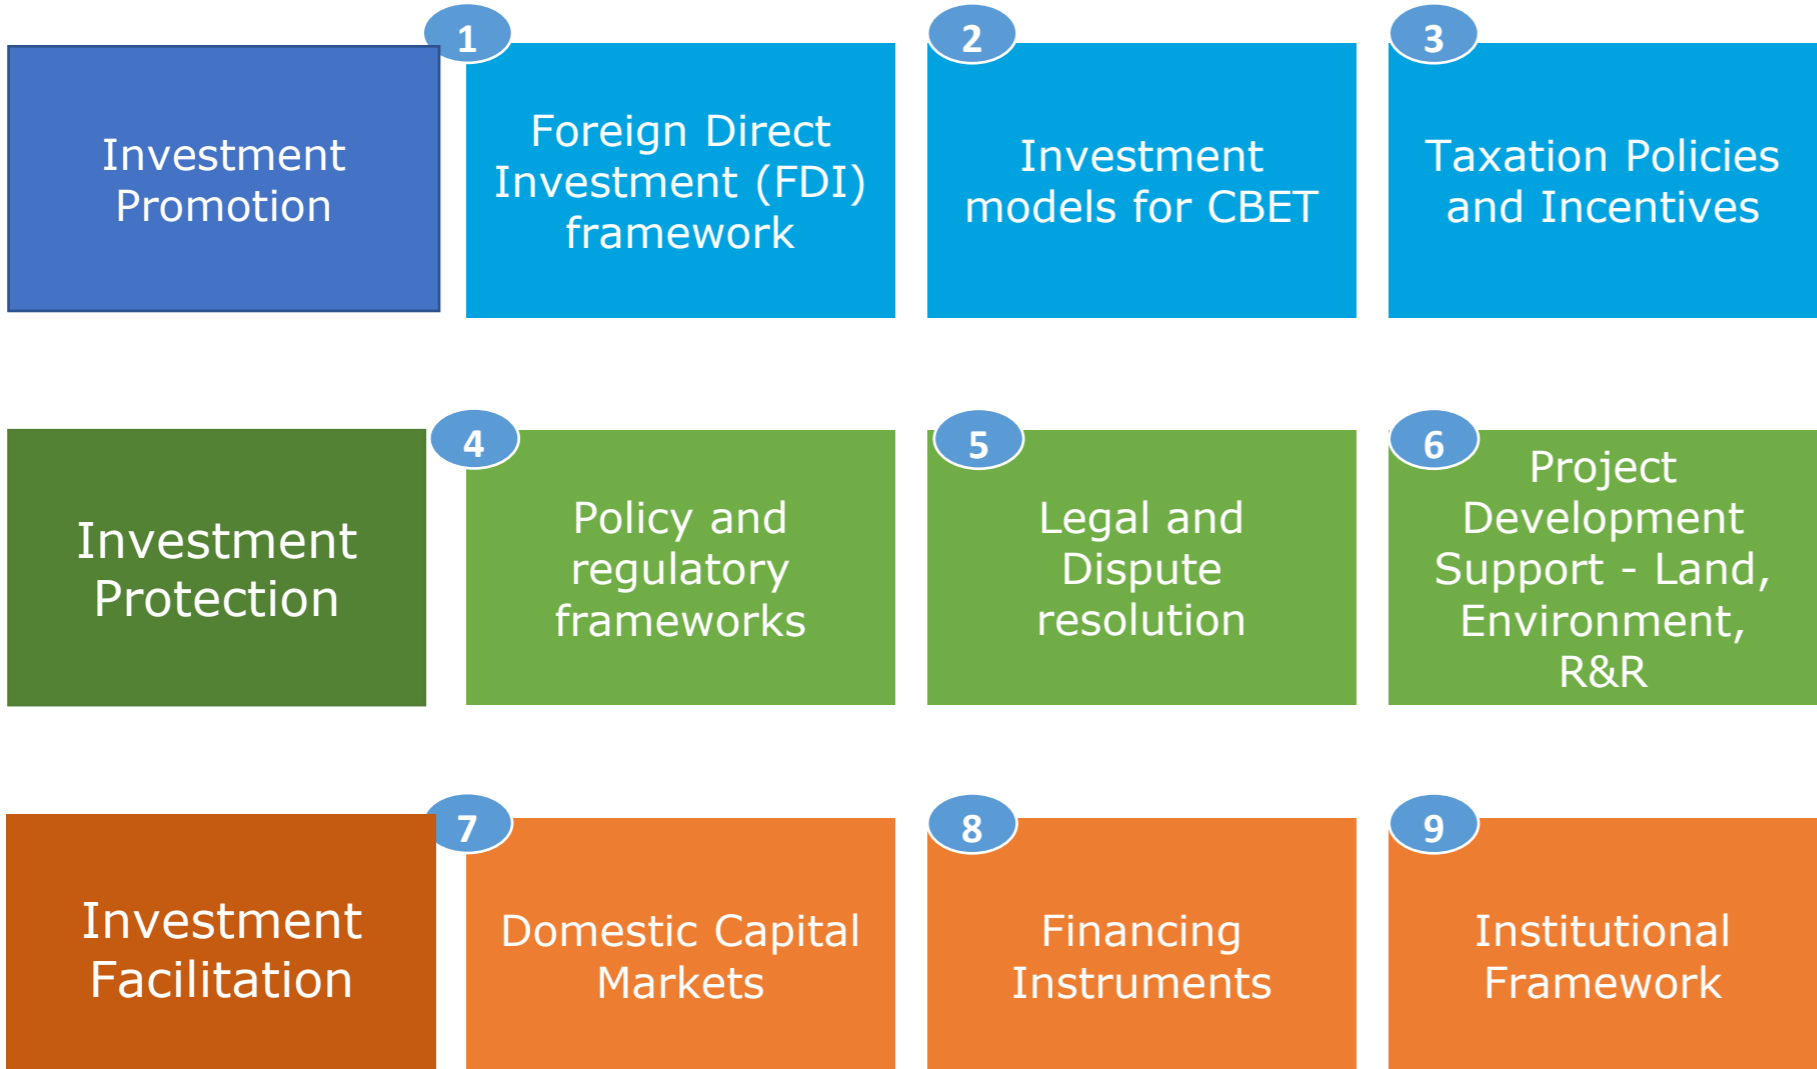 1
2
3
Investment
Promotion
Foreign Direct
Investment (FDI)
framework
Investment
models for CBET
Taxation Policies
and Incentives
4
5
6
Investment
Protection
Policy and
regulatory
frameworks
Legal and
Dispute
resolution
Project
Development
Support - Land,
Environment,
R&R
7
8
9
Investment
Facilitation
Domestic Capital
Markets
Financing
Instruments
Institutional
Framework